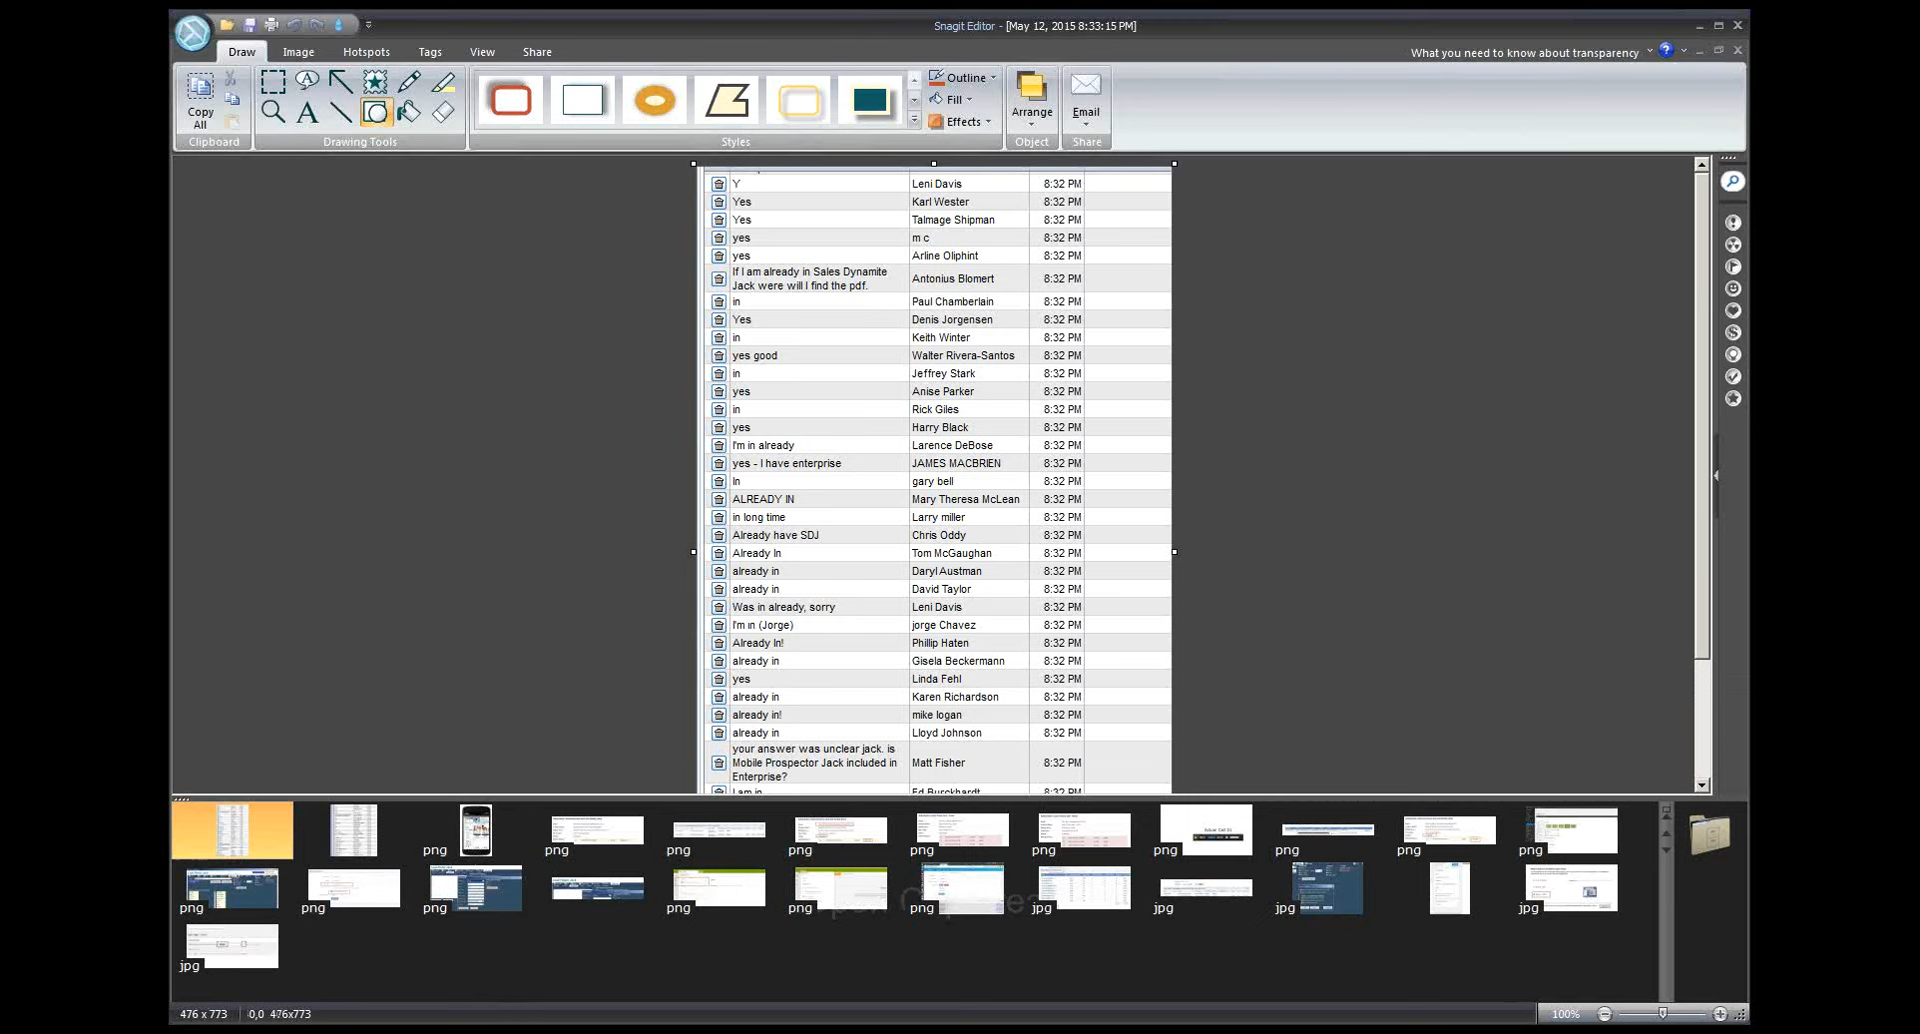 Snagit Editor - [May 12, 2015 8:33:15 PM]
Draw Image Hotspots Tags View Share
What you need to know about transparency
Copy All
Outline
Fill
Effects
Arrange
Email
Clipboard Drawing Tools Styles Object Share
Y Leni Davis 8:32 PM
Yes Karl Wester 8:32 PM
Yes Talmage Shipman 8:32 PM
yes m c 8:32 PM
yes Arline Oliphint 8:32 PM
If I am already in Sales Dynamite
Jack were will I find the pdf. Antonius Blomert 8:32 PM
in Paul Chamberlain 8:32 PM
Yes Denis Jorgensen 8:32 PM
in Keith Winter 8:32 PM
yes good Walter Rivera-Santos 8:32 PM
in Jeffrey Stark 8:32 PM
yes Anise Parker 8:32 PM
in Rick Giles 8:32 PM
yes Harry Black 8:32 PM
I'm in already Larence DeBose 8:32 PM
yes - I have enterprise JAMES MACBRIEN 8:32 PM
In gary bell 8:32 PM
ALREADY IN Mary Theresa McLean 8:32 PM
in long time Larry miller 8:32 PM
Already have SDJ Chris Oddy 8:32 PM
Already In Tom McGaughan 8:32 PM
already in Daryl Austman 8:32 PM
already in David Taylor 8:32 PM
Was in already, sorry Leni Davis 8:32 PM
I'm in (Jorge) jorge Chavez 8:32 PM
Already In! Phillip Haten 8:32 PM
already in Gisela Beckermann 8:32 PM
yes Linda Fehl 8:32 PM
already in Karen Richardson 8:32 PM
already in! mike logan 8:32 PM
already in Lloyd Johnson 8:32 PM
your answer was unclear jack. is
Mobile Prospector Jack included in Matt Fisher 8:32 PM
Enterprise?
I am in Ed Burckhardt 8:32 PM
png png png png png png png png png png
png png png png png png jpg jpg jpg jpg
jpg
476 x 773 0,0 476x773 100%